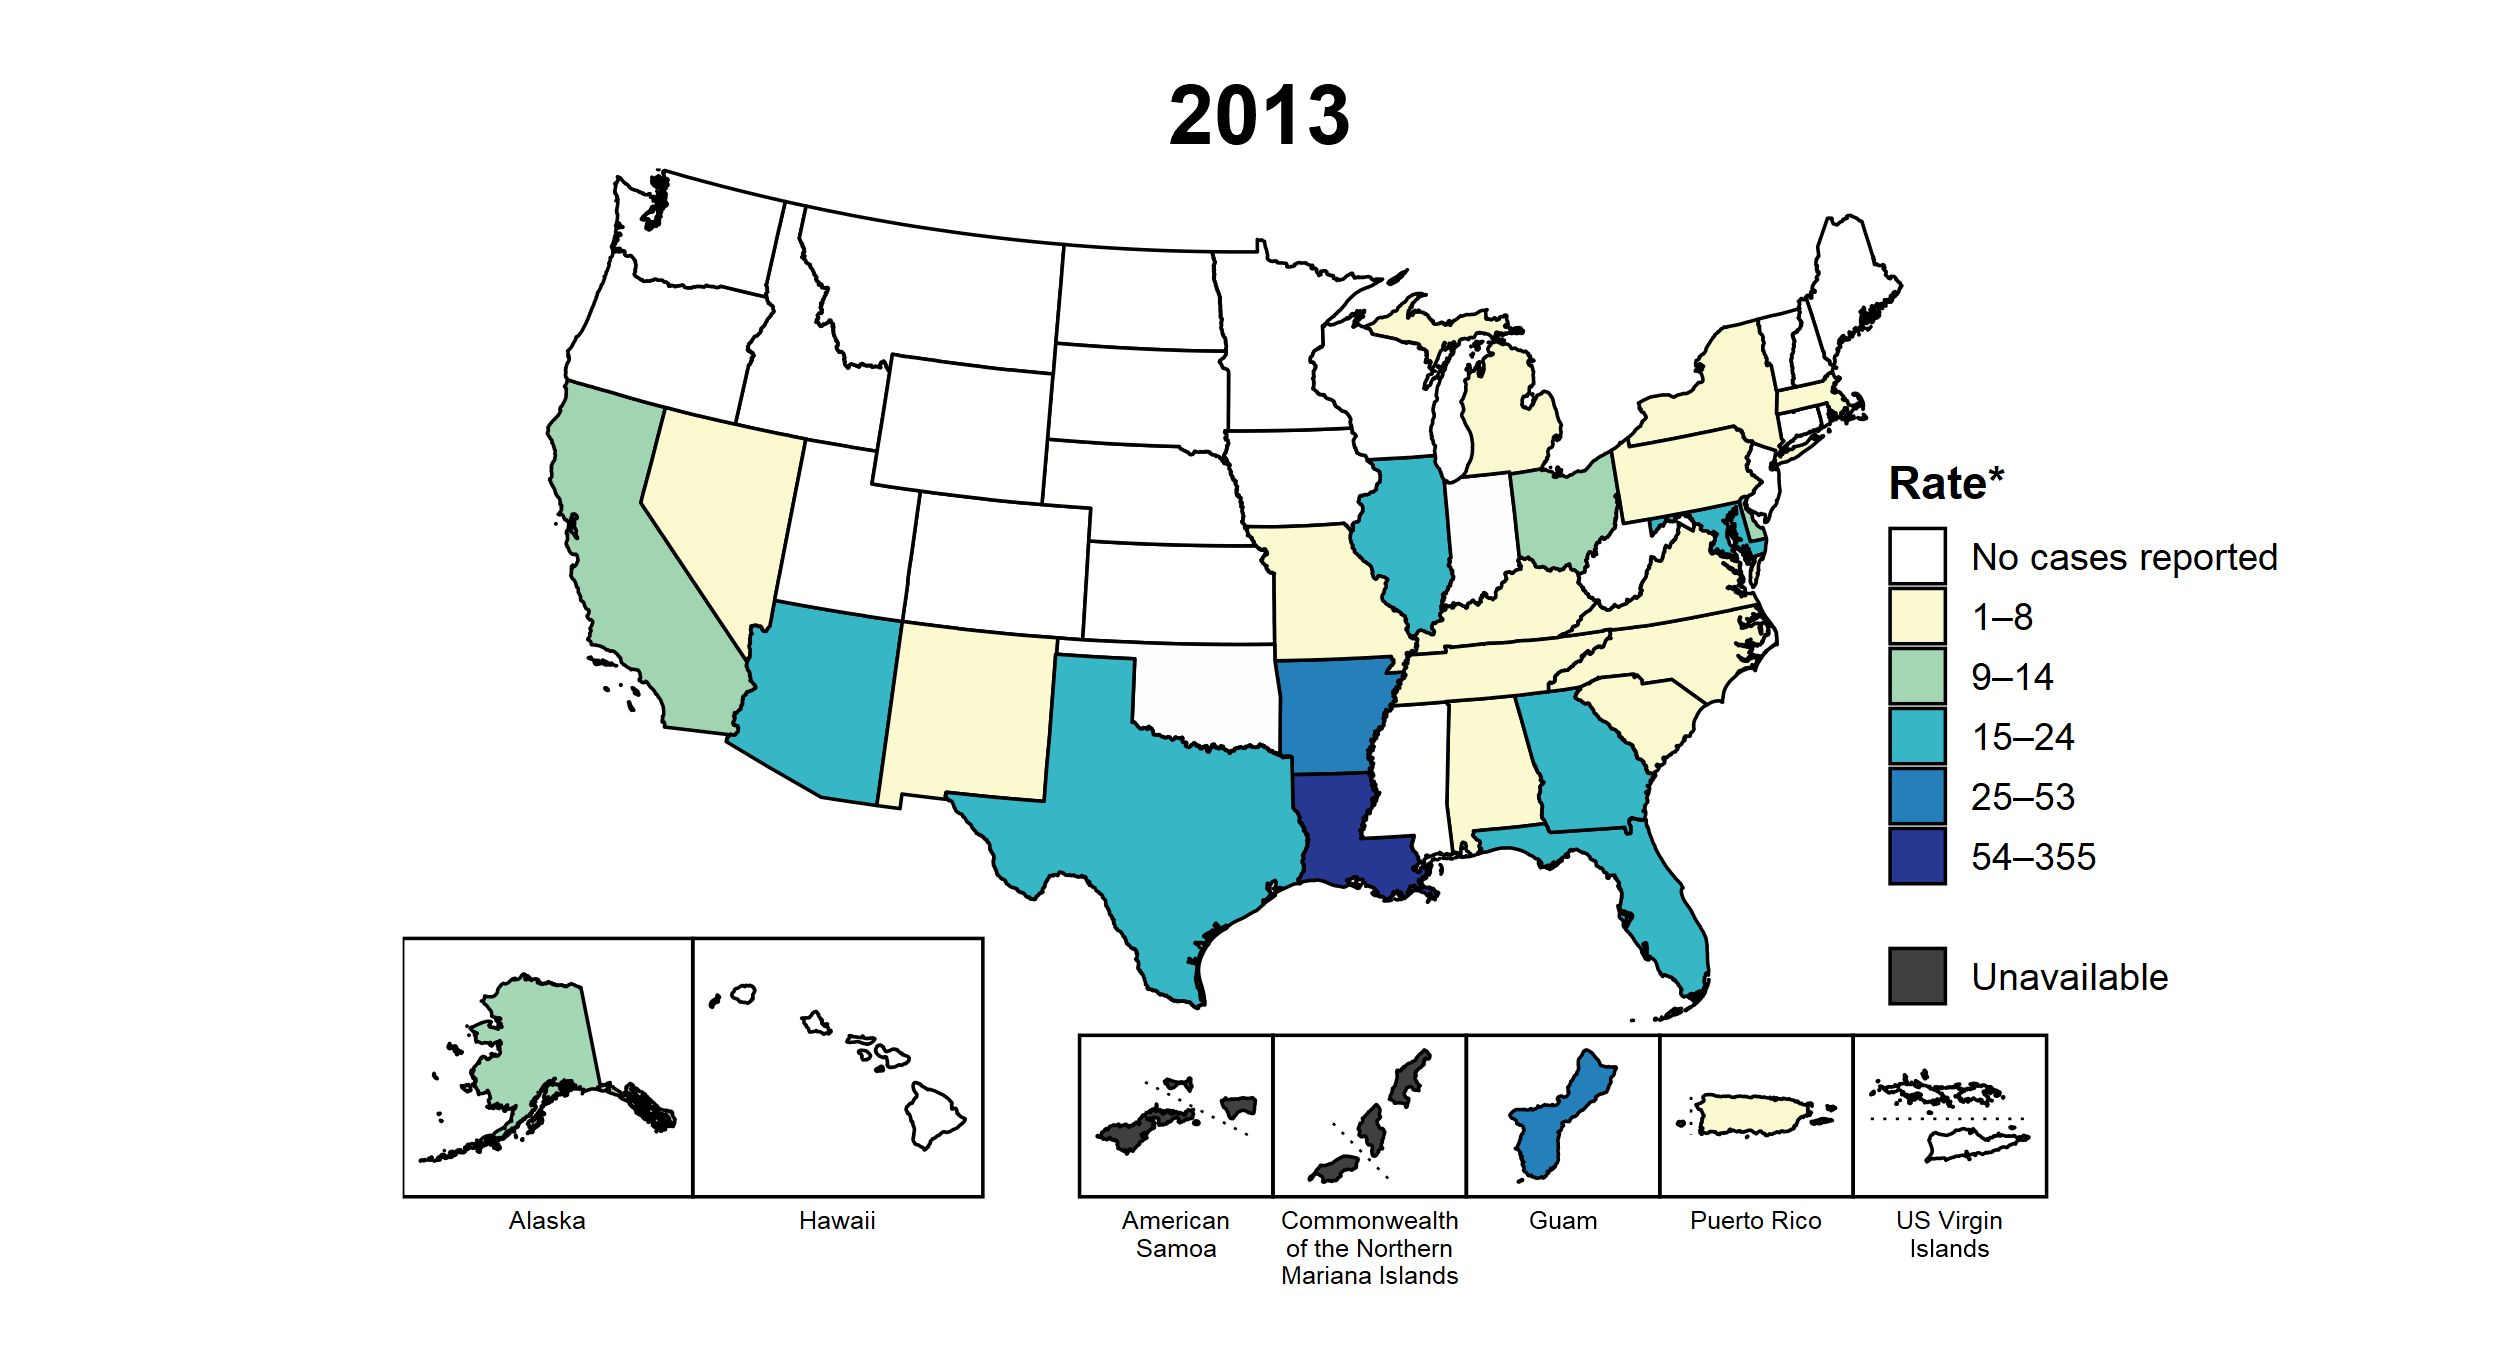 2013
Rate*
No cases reported
1–8
9–14
15–24
25–53
54–355
Unavailable
Alaska
Hawaii
American
Samoa
Commonwealth
of the Northern
Mariana Islands
Guam
Puerto Rico
US Virgin
Islands